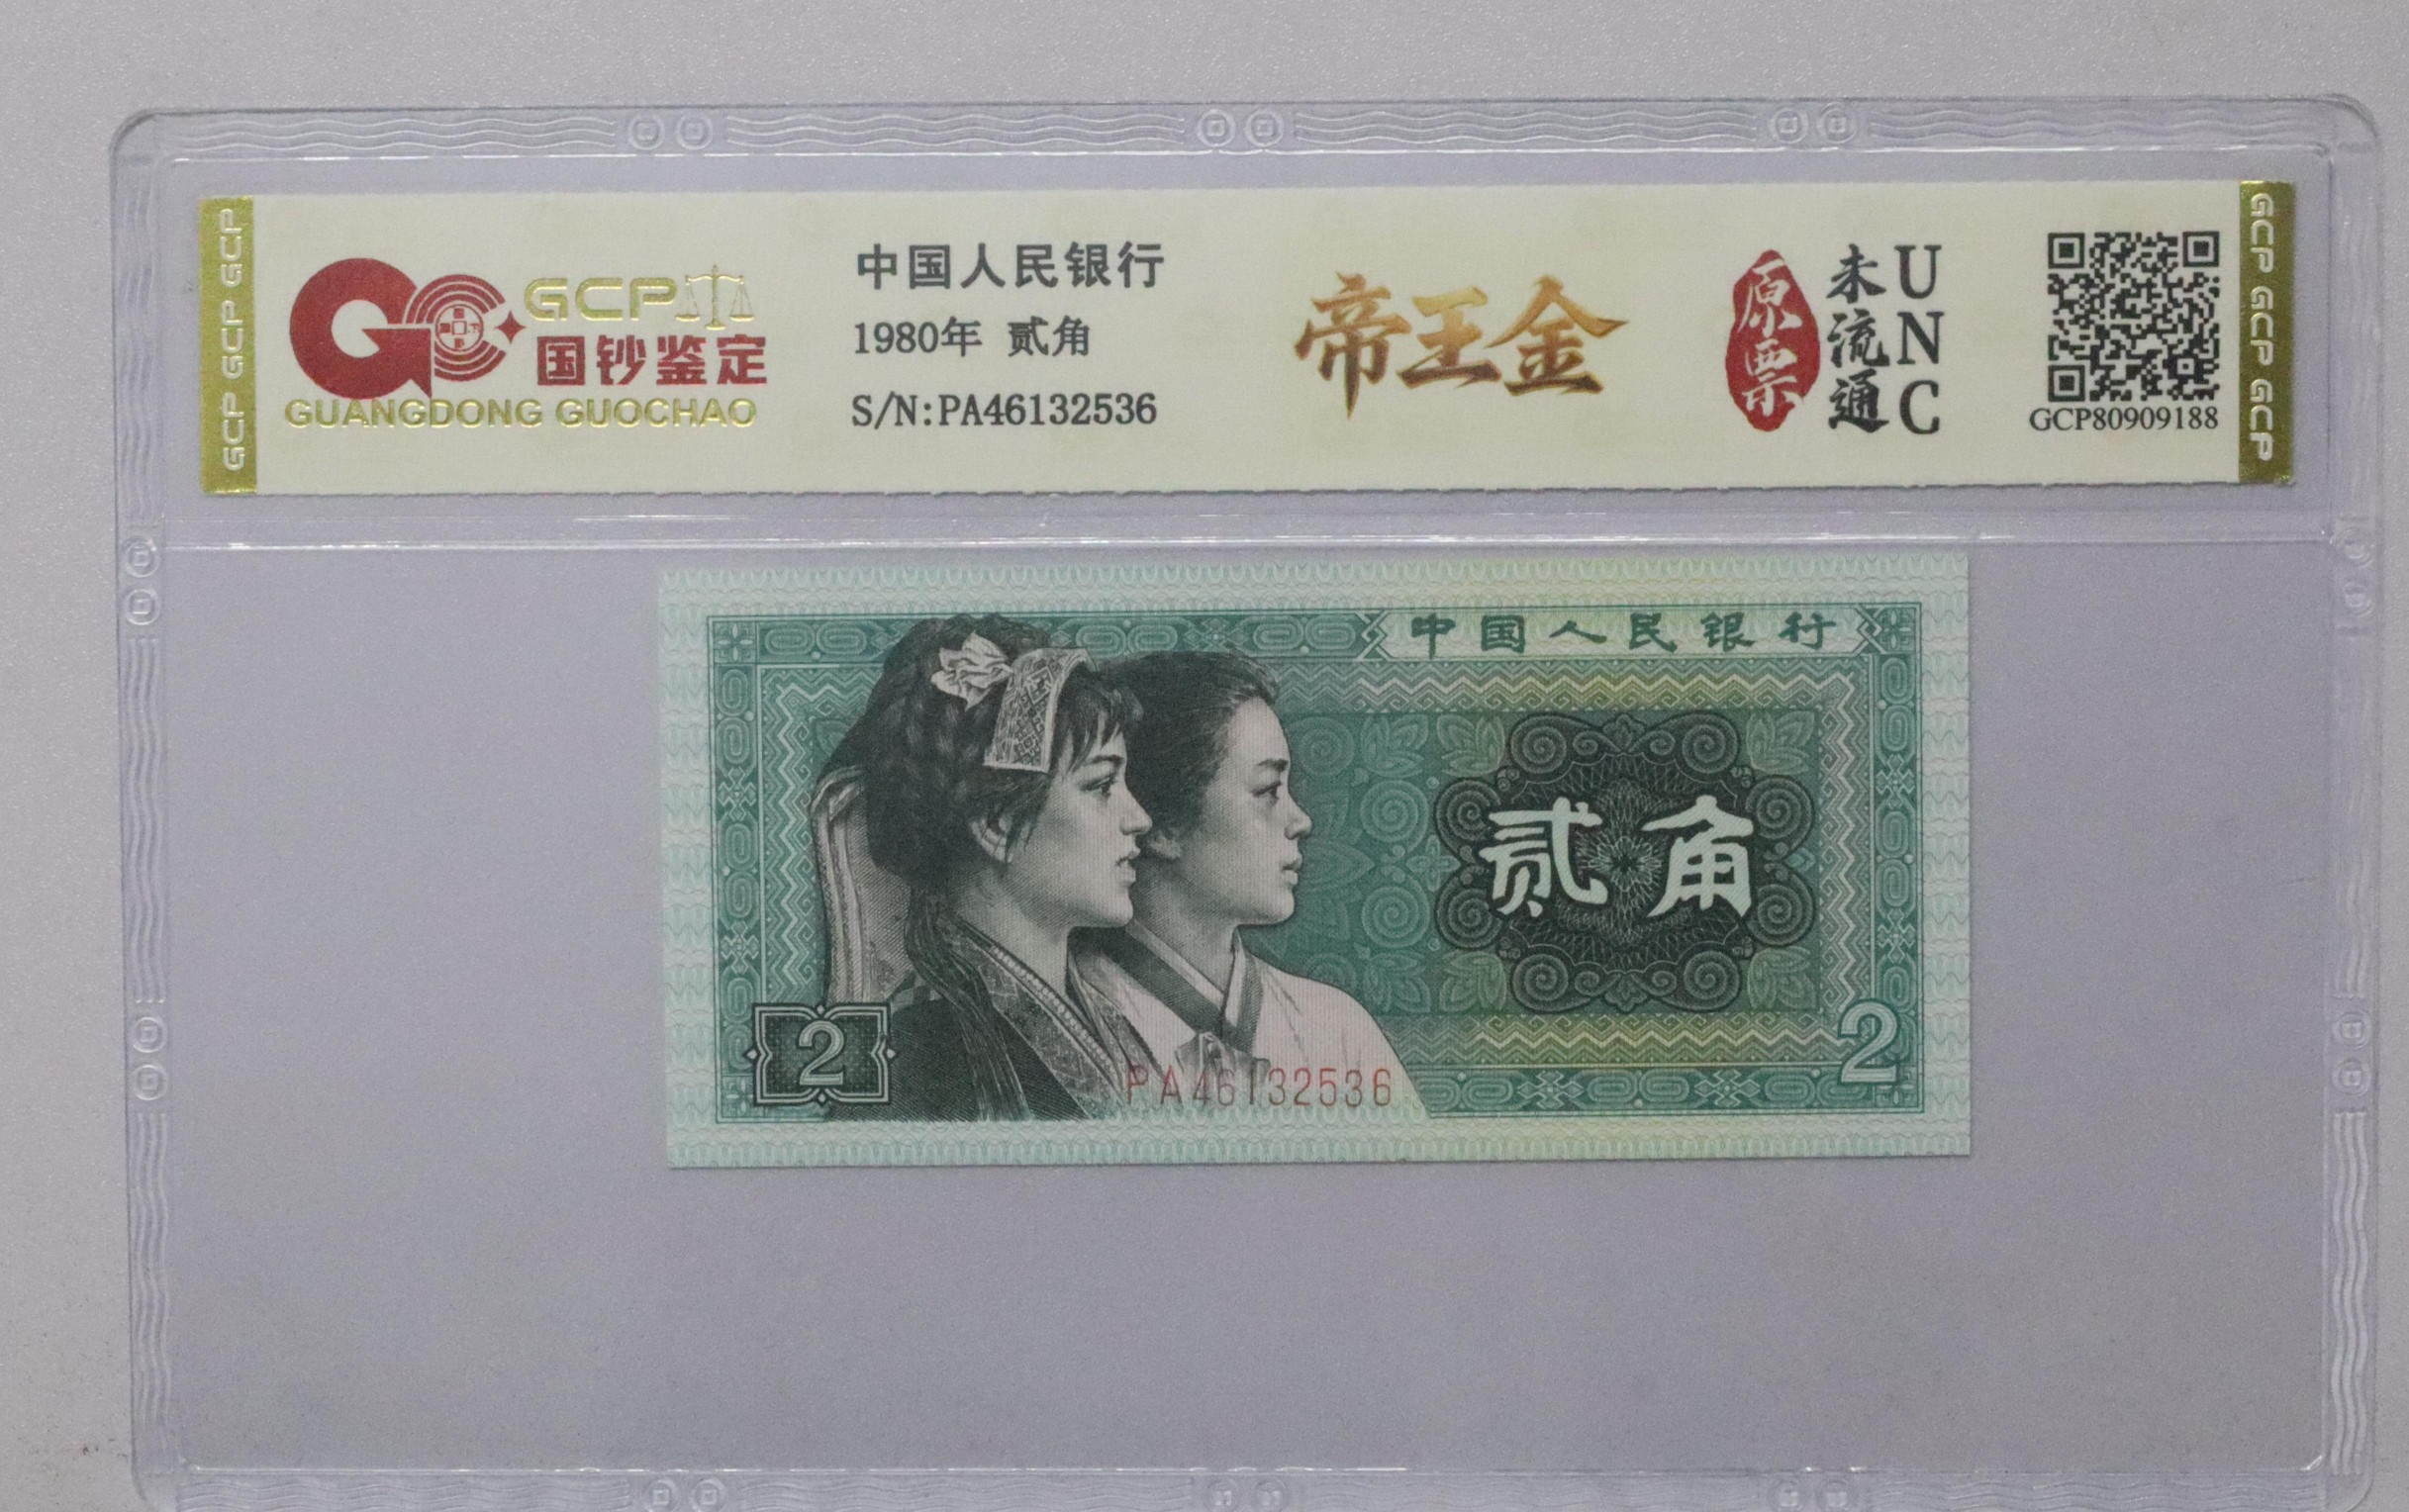 GCP GCP GCP
GCP
国钞鉴定
GUANGDONG GUOCHAO
中国人民银行
1980年 贰角
S/N:PA46132536
帝王金
原票
未流通
UNC
GCP80909188
GCP GCP GCP
中国人民银行
贰角
2
2
PA46132536